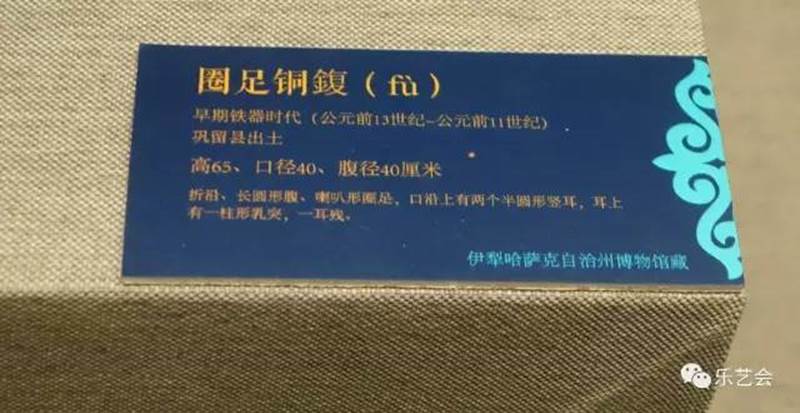 圈足铜鍑（fù）
早期铁器时代（公元前13世纪~公元前11世纪）
巩留县出土
高65、口径40、腹径40厘米
折沿、长圆形腹、喇叭形圈足，口沿上有两个半圆形竖耳，耳上
有一柱形乳突，一耳残。
伊犁哈萨克自治州博物馆藏
乐艺会